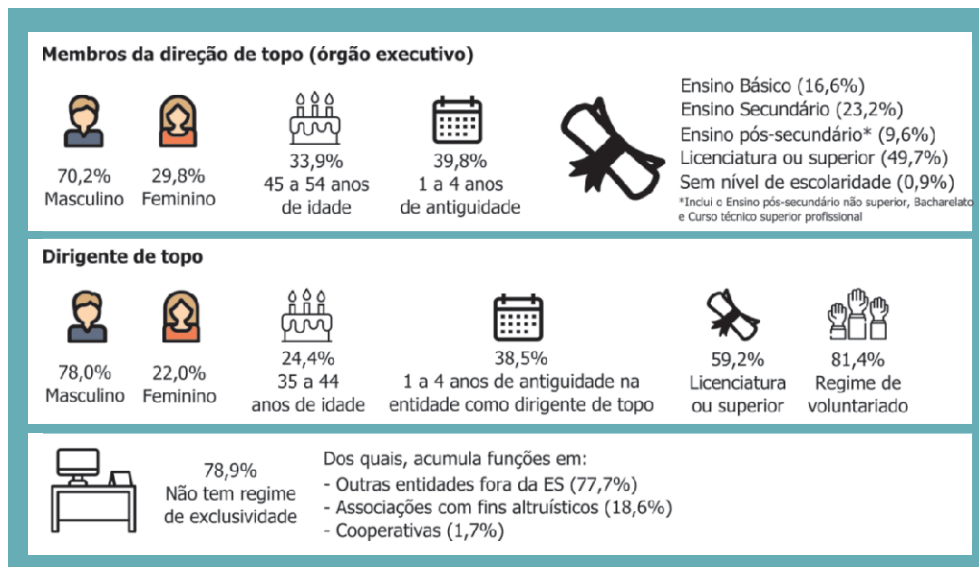 Membros da direção de topo (órgão executivo)
70,2%
Masculino
29,8%
Feminino
33,9%
45 a 54 anos
de idade
39,8%
1 a 4 anos
de antiguidade
Ensino Básico (16,6%)
Ensino Secundário (23,2%)
Ensino pós-secundário* (9,6%)
Licenciatura ou superior (49,7%)
Sem nível de escolaridade (0,9%)
*Inclui o Ensino pós-secundário não superior, Bacharelato
e Curso técnico superior profissional
Dirigente de topo
78,0%
Masculino
22,0%
Feminino
24,4%
35 a 44
anos de idade
38,5%
1 a 4 anos de antiguidade na
entidade como dirigente de topo
59,2%
Licenciatura
ou superior
81,4%
Regime de
voluntariado
78,9%
Não tem regime
de exclusividade
Dos quais, acumula funções em:
- Outras entidades fora da ES (77,7%)
- Associações com fins altruísticos (18,6%)
- Cooperativas (1,7%)